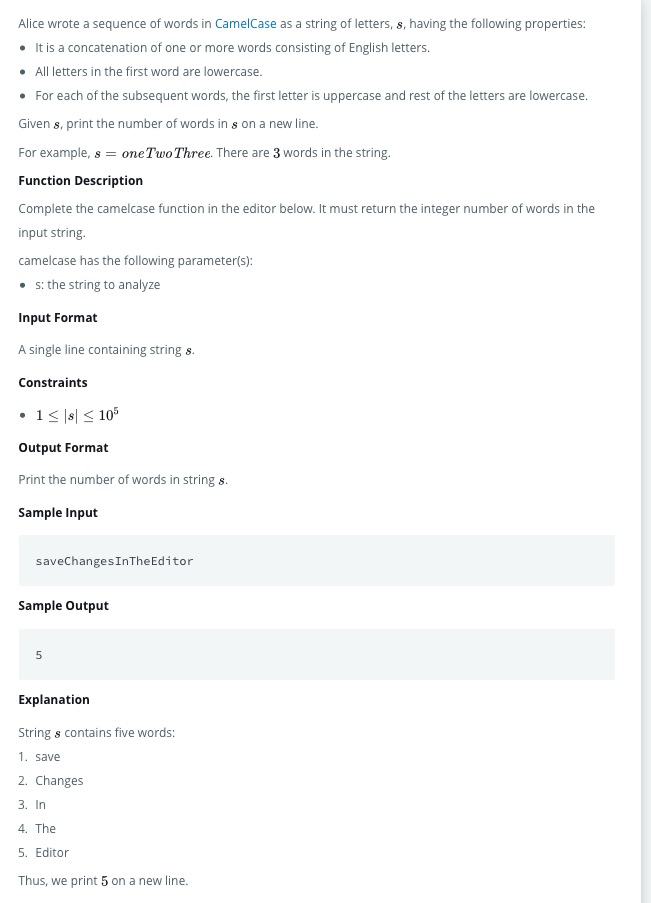 Alice wrote a sequence of words in CamelCase as a string of letters, s, having the following properties:
• It is a concatenation of one or more words consisting of English letters.
• All letters in the first word are lowercase.
• For each of the subsequent words, the first letter is uppercase and rest of the letters are lowercase.
Given s, print the number of words in s on a new line.
For example, s = oneTwoThree. There are 3 words in the string.
Function Description
Complete the camelcase function in the editor below. It must return the integer number of words in the
input string.
camelcase has the following parameter(s):
• s: the string to analyze
Input Format
A single line containing string s.
Constraints
• 1 ≤ |s| ≤ 10⁵
Output Format
Print the number of words in string s.
Sample Input
saveChangesInTheEditor
Sample Output
5
Explanation
String s contains five words:
1. save
2. Changes
3. In
4. The
5. Editor
Thus, we print 5 on a new line.